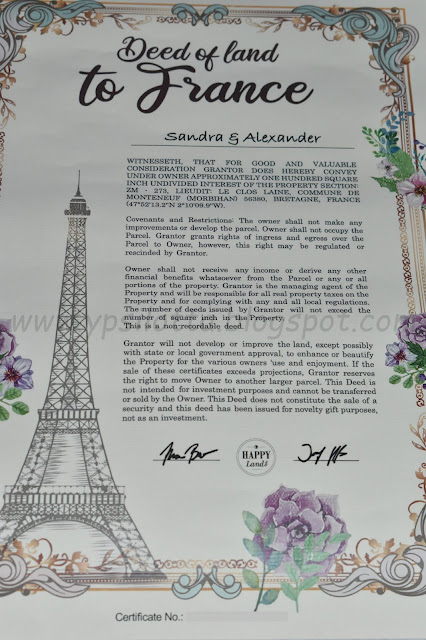 Deed of land
to France
Sandra & Alexander
WITNESSETH, THAT FOR GOOD AND VALUABLE
CONSIDERATION GRANTOR DOES HEREBY CONVEY
UNDER OWNER APPROXIMATELY ONE HUNDRED SQUARE
INCH UNDIVIDED INTEREST OF THE PROPERTY SECTION:
ZM - 273, LIEUDIT: LE CLOS LAINE, COMMUNE DE
MONTENEUF (MORBIHAN) 56380, BRETAGNE, FRANCE
(47°52'13.2"N 2°10'09.9"W).
Covenants and Restrictions: The owner shall not make any
improvements or develop the parcel. Owner shall not occupy the
Parcel. Grantor grants rights of ingress and egress over the
Parcel to Owner, however, this right may be regulated or
rescinded by Grantor.
Owner shall not receive any income or derive any other
financial benefits whatsoever from the Parcel or any or all
portions of the property. Grantor is the managing agent of the
Property and will be responsible for all real property taxes on the
Property and for complying with any and all local regulations.
The number of deeds issued by Grantor will not exceed the
number of square inch in the Property.
This is a non-recordable deed.
Grantor will not develop or improve the land, except possibly
with state or local government approval, to enhance or beautify
the Property for the various owners 'use and enjoyment. If the
sale of these certificates exceeds projections, Grantor reserves
the right to move Owner to another larger parcel. This Deed is
not intended for investment purposes and cannot be transferred
or sold by the Owner. This Deed does not constitute the sale of a
security and this deed has been issued for novelty gift purposes,
not as an investment.
HAPPY
Lands
Certificate No.: